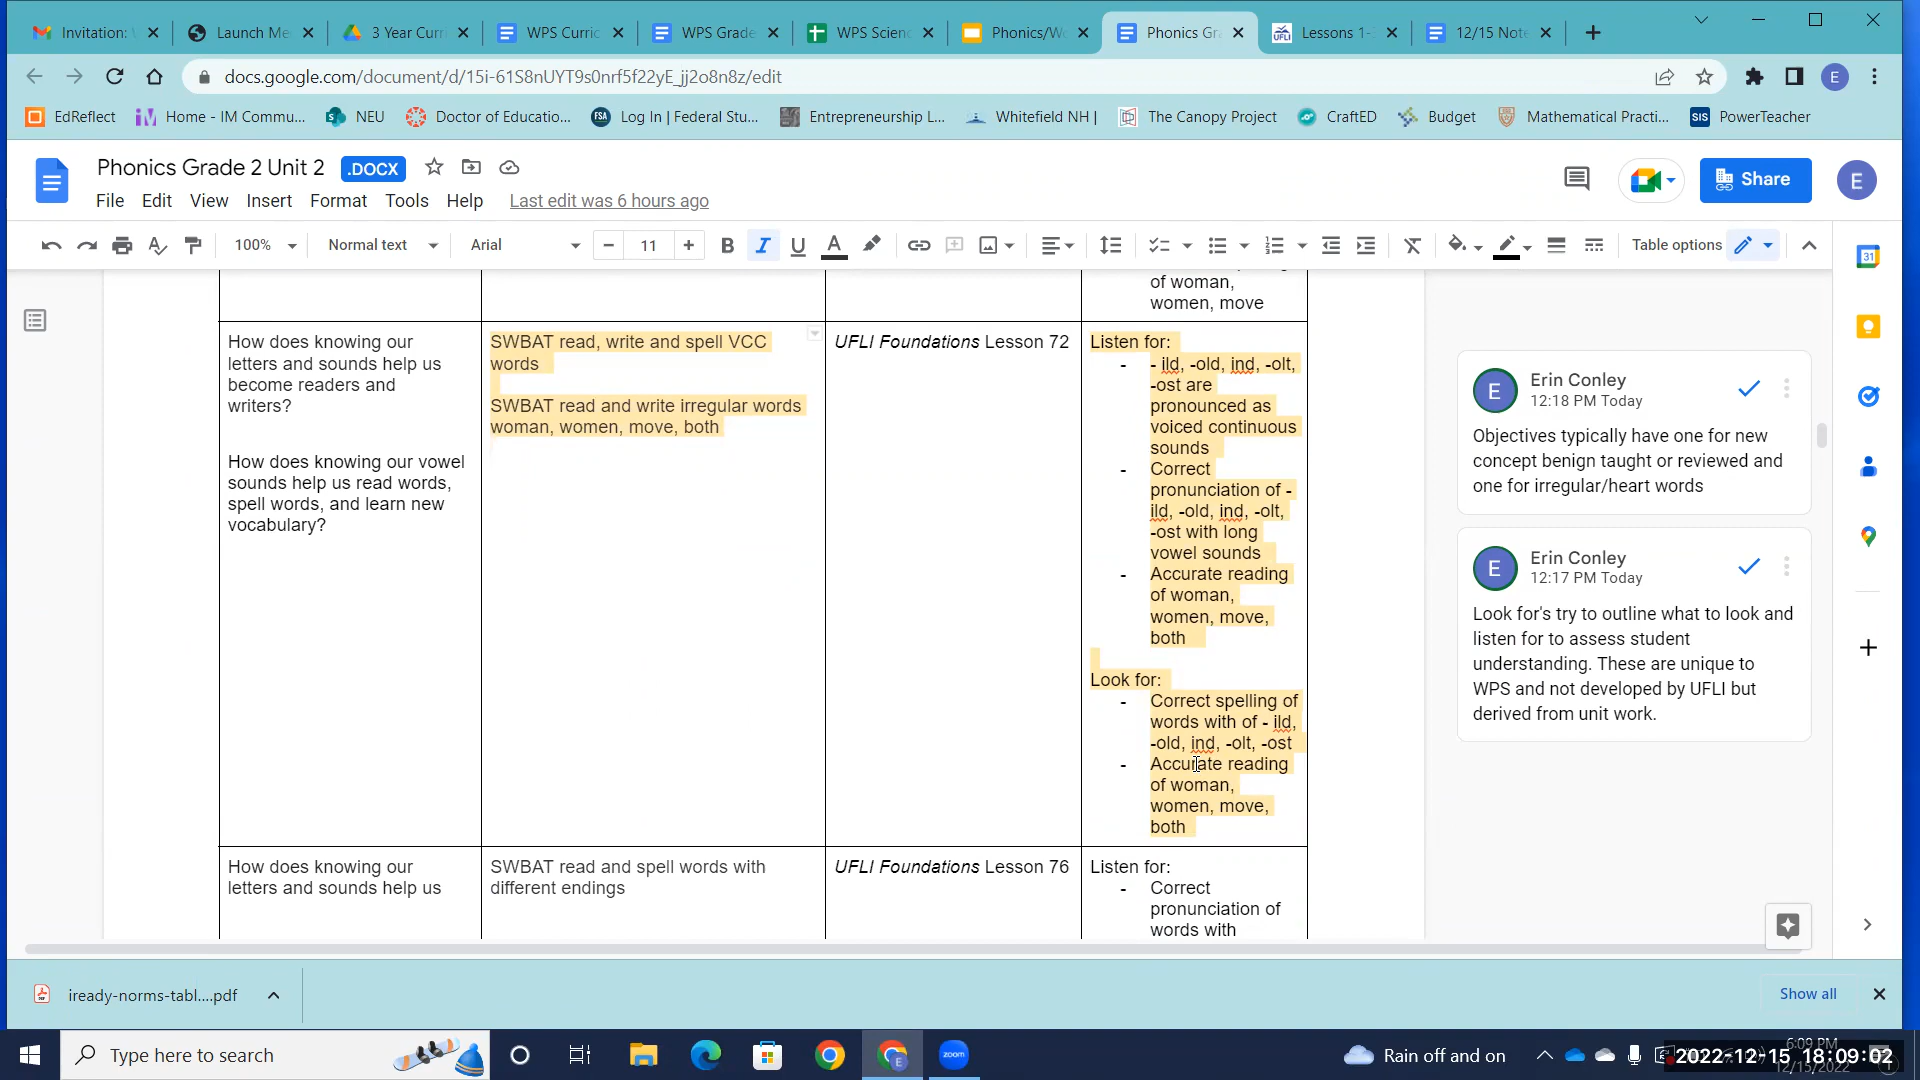 Invitation: W
Launch Me
3 Year Curri
WPS Curric
WPS Grade
WPS Scienc
Phonics/Wo
Phonics Gr
Lessons 1-
12/15 Note
docs.google.com/document/d/15i-61S8nUYT9s0nrf5f22yE_jj2o8n8z/edit
E
EdReflect
Home - IM Commu...
NEU
Doctor of Educatio...
Log In | Federal Stu...
Entrepreneurship L...
Whitefield NH |
The Canopy Project
CraftED
Budget
Mathematical Practi...
SIS PowerTeacher
Phonics Grade 2 Unit 2 .DOCX
Share
E
File Edit View Insert Format Tools Help Last edit was 6 hours ago
100% Normal text Arial 11 B I U A Table options
of woman,
women, move
How does knowing our
letters and sounds help us
become readers and
writers?
How does knowing our vowel
sounds help us read words,
spell words, and learn new
vocabulary?
SWBAT read, write and spell VCC
words
SWBAT read and write irregular words
woman, women, move, both
UFLI Foundations Lesson 72
Listen for:
- - ild, -old, ind, -olt,
-ost are
pronounced as
voiced continuous
sounds
- Correct
pronunciation of -
ild, -old, ind, -olt,
-ost with long
vowel sounds
- Accurate reading
of woman,
women, move,
both
Look for:
- Correct spelling of
words with of - ild,
-old, ind, -olt, -ost
- Accurate reading
of woman,
women, move,
both
How does knowing our
letters and sounds help us
SWBAT read and spell words with
different endings
UFLI Foundations Lesson 76
Listen for:
- Correct
pronunciation of
words with
E
Erin Conley
12:18 PM Today
Objectives typically have one for new
concept benign taught or reviewed and
one for irregular/heart words
E
Erin Conley
12:17 PM Today
Look for's try to outline what to look and
listen for to assess student
understanding. These are unique to
WPS and not developed by UFLI but
derived from unit work.
31
iready-norms-tabl....pdf
Show all
Type here to search
zoom
Rain off and on
6:09 PM
2022-12-15 18:09:02
12/15/2022